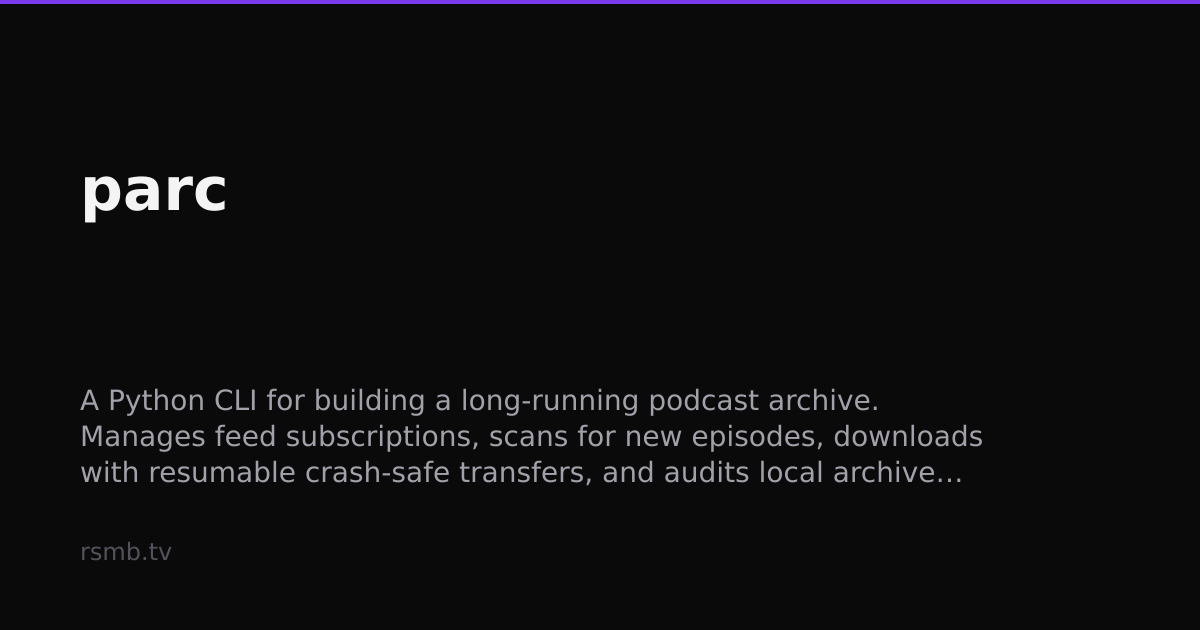 parc
A Python CLI for building a long-running podcast archive.
Manages feed subscriptions, scans for new episodes, downloads
with resumable crash-safe transfers, and audits local archive…
rsmb.tv